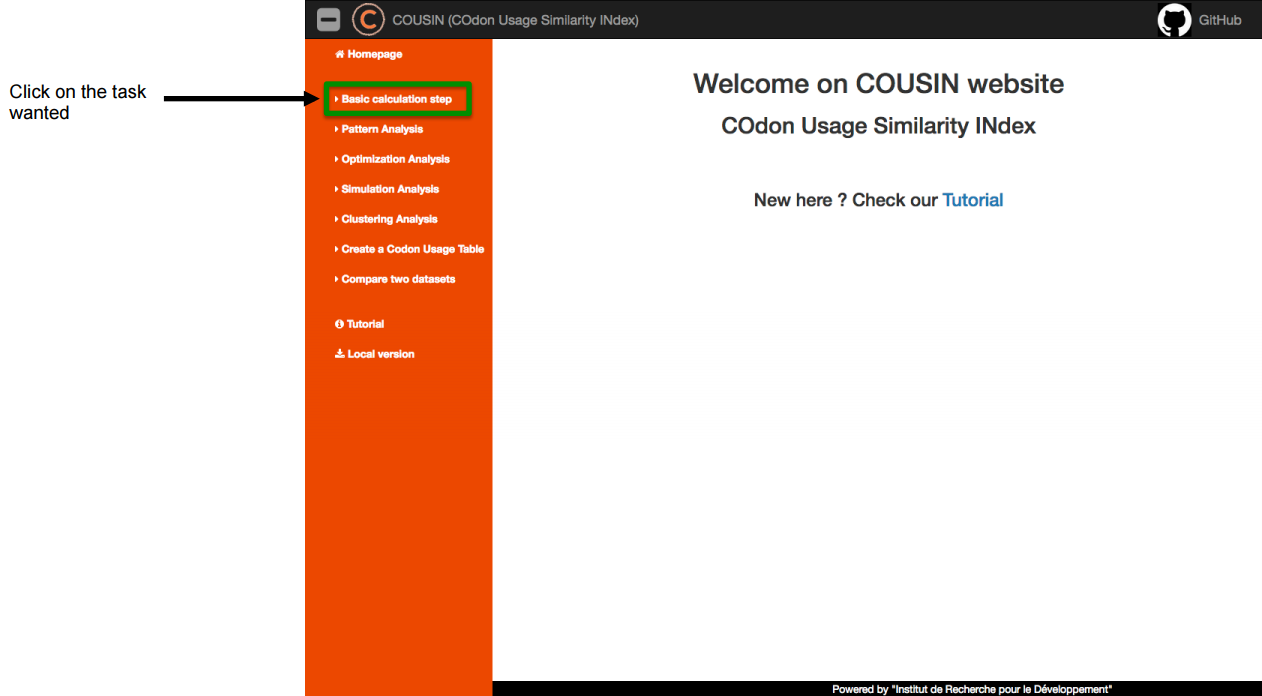 COUSIN (COdon Usage Similarity INdex)
GitHub
Click on the task
wanted
Homepage
Basic calculation step
Pattern Analysis
Optimization Analysis
Simulation Analysis
Clustering Analysis
Create a Codon Usage Table
Compare two datasets
Tutorial
Local version
Welcome on COUSIN website
COdon Usage Similarity INdex
New here ? Check our Tutorial
Powered by "Institut de Recherche pour le Développement"